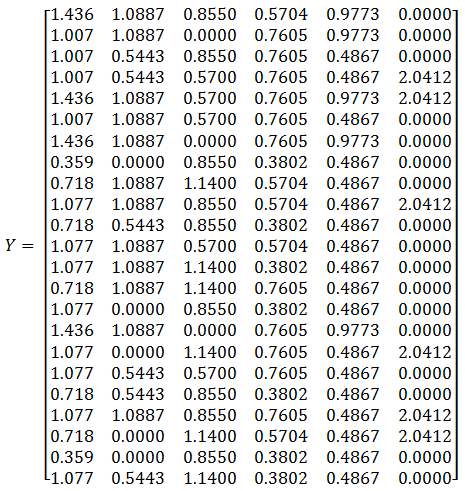 1.436 1.0887 0.8550 0.5704 0.9773 0.0000
1.007 1.0887 0.0000 0.7605 0.9773 0.0000
1.007 0.5443 0.8550 0.7605 0.4867 0.0000
1.007 0.5443 0.5700 0.7605 0.4867 2.0412
1.436 1.0887 0.5700 0.7605 0.9773 2.0412
1.007 1.0887 0.5700 0.7605 0.4867 0.0000
1.436 1.0887 0.0000 0.7605 0.9773 0.0000
0.359 0.0000 0.8550 0.3802 0.4867 0.0000
0.718 1.0887 1.1400 0.5704 0.4867 0.0000
1.077 1.0887 0.8550 0.5704 0.4867 2.0412
0.718 0.5443 0.8550 0.3802 0.4867 0.0000
Y = 1.077 1.0887 0.5700 0.5704 0.4867 0.0000
1.077 1.0887 1.1400 0.3802 0.4867 0.0000
0.718 1.0887 1.1400 0.7605 0.4867 0.0000
1.077 0.0000 0.8550 0.3802 0.4867 0.0000
1.436 1.0887 0.0000 0.7605 0.9773 0.0000
1.077 0.0000 1.1400 0.7605 0.4867 2.0412
1.077 0.5443 0.5700 0.7605 0.4867 0.0000
0.718 0.5443 0.8550 0.3802 0.4867 0.0000
1.077 1.0887 0.8550 0.7605 0.4867 2.0412
0.718 0.0000 1.1400 0.5704 0.4867 2.0412
0.359 0.0000 0.8550 0.3802 0.4867 0.0000
1.077 0.5443 1.1400 0.3802 0.4867 0.0000